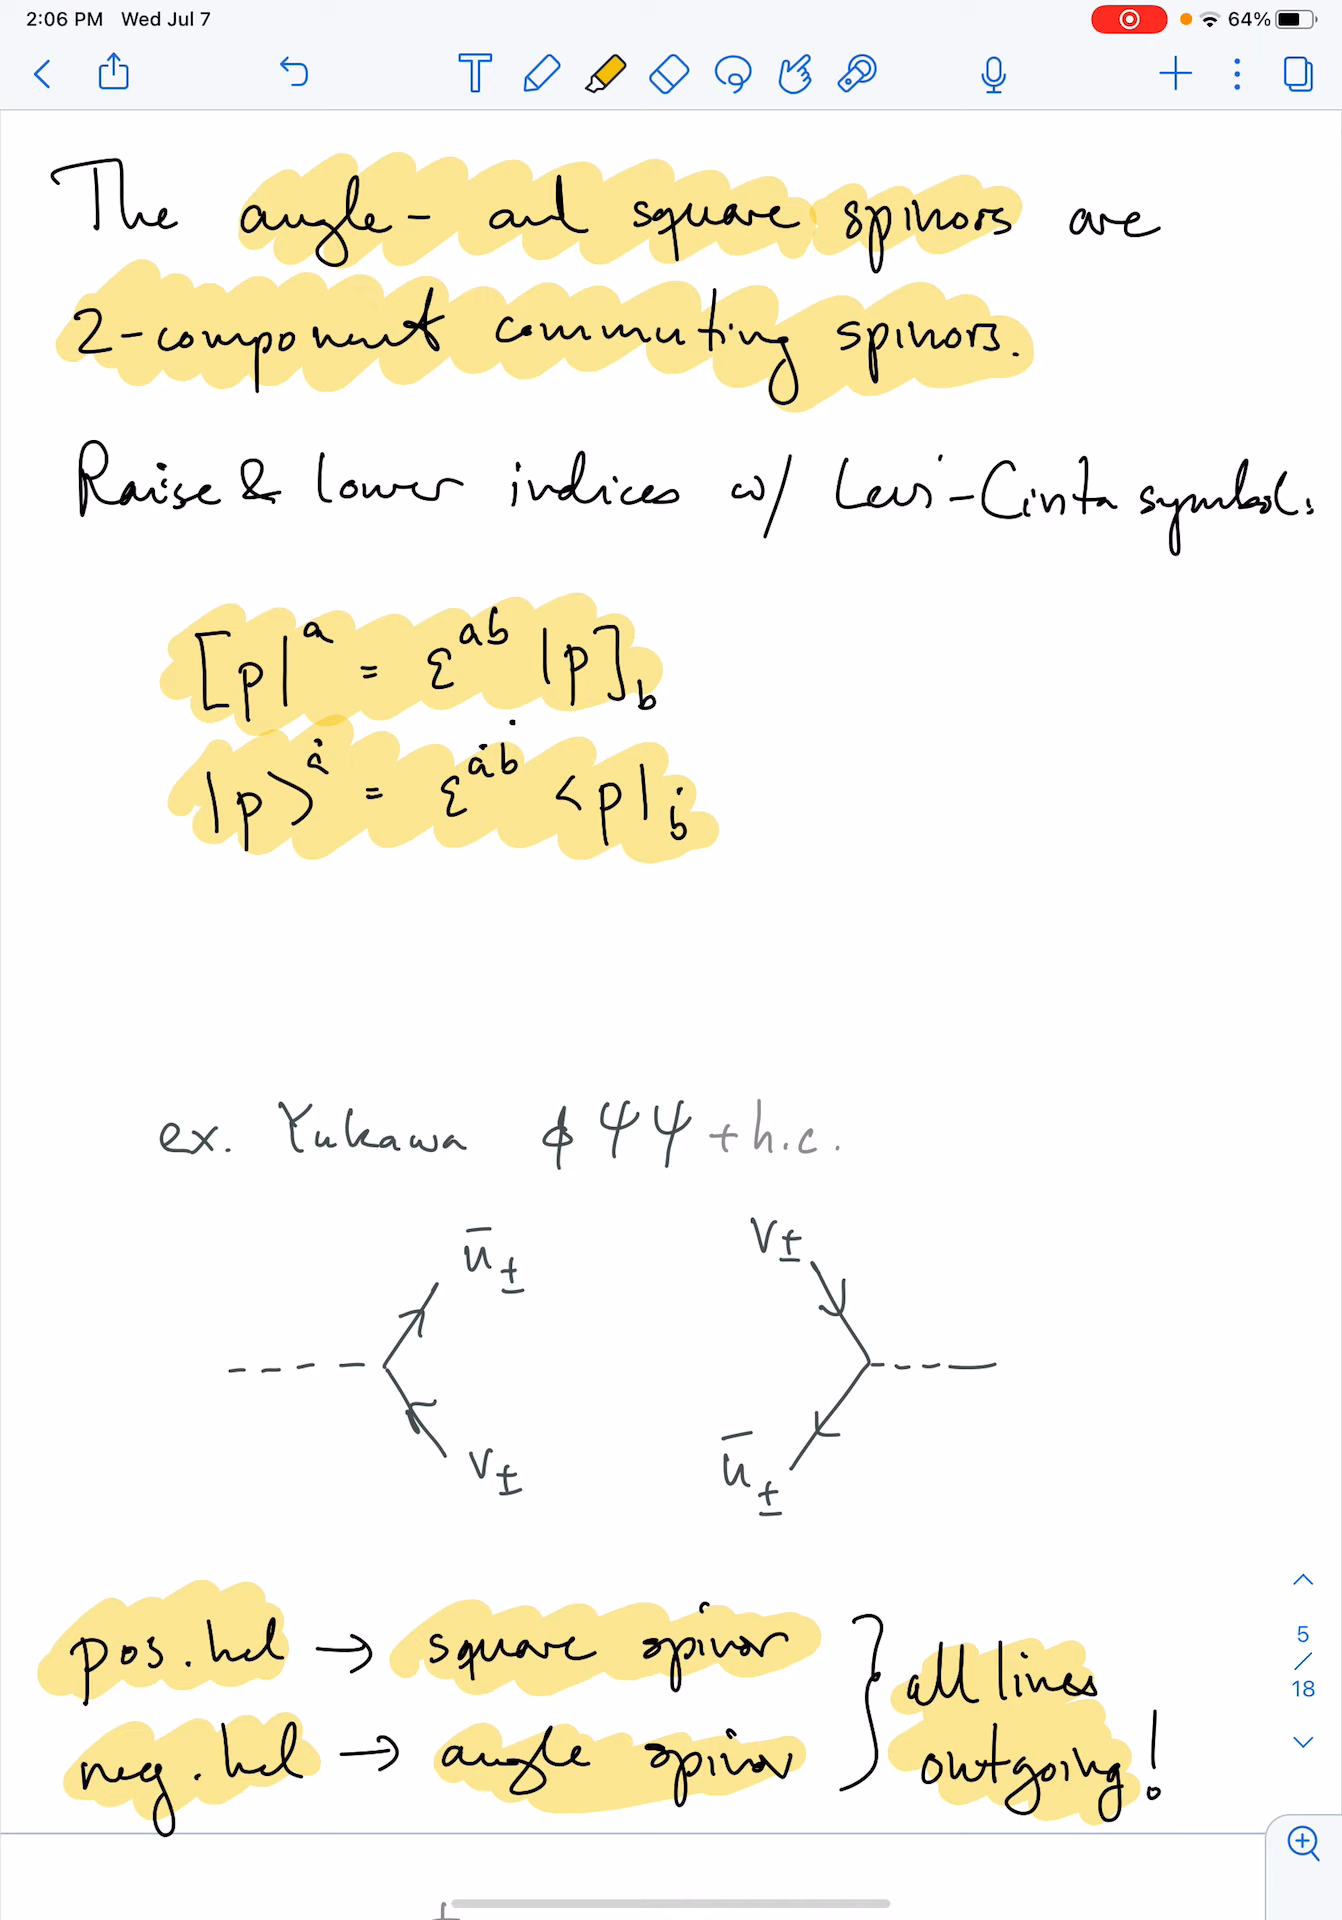 2:06 PM Wed Jul 7
64%
The angle- and square spinors are
2-component commuting spinors.
Raise & lower indices w/ Levi-Civita symbol:
[p|ᵃ = εᵃᵇ |p]_b
|p⟩^ȧ = ε^ȧḃ ⟨p|_ḃ
ex. Yukawa ϕψψ + h.c.
ū± v±
v± ū±
pos. hel → square spinor } all lines
neg. hel → angle spinor } outgoing!
5
/
18